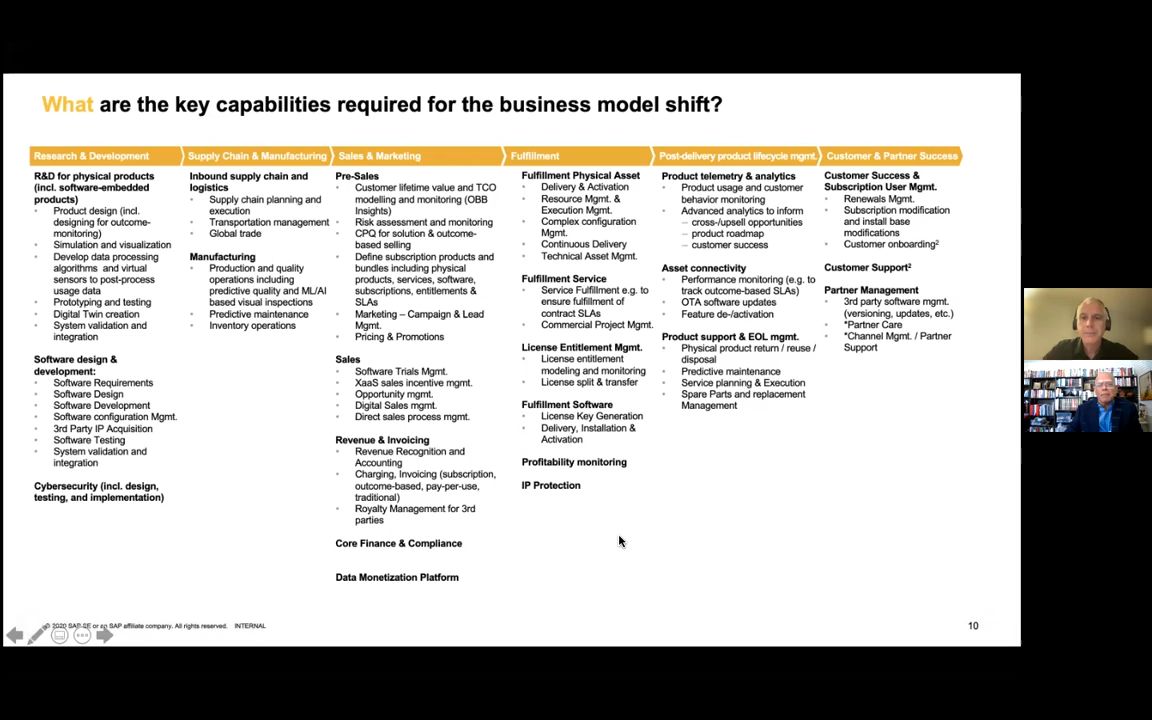 What are the key capabilities required for the business model shift?
Research & Development
Supply Chain & Manufacturing
Sales & Marketing
Fulfillment
Post-delivery product lifecycle mgmt.
Customer & Partner Success
R&D for physical products
(incl. software-embedded
products)
Product design (incl.
designing for outcome-
monitoring)
Simulation and visualization
Develop data processing
algorithms and virtual
sensors to post-process
usage data
Prototyping and testing
Digital Twin creation
System validation and
integration
Software design &
development:
Software Requirements
Software Design
Software Development
Software configuration Mgmt.
3rd Party IP Acquisition
Software Testing
System validation and
integration
Cybersecurity (incl. design,
testing, and implementation)
Inbound supply chain and
logistics
Supply chain planning and
execution
Transportation management
Global trade
Manufacturing
Production and quality
operations including
predictive quality and ML/AI
based visual inspections
Predictive maintenance
Inventory operations
Pre-Sales
Customer lifetime value and TCO
modelling and monitoring (OBB
Insights)
Risk assessment and monitoring
CPQ for solution & outcome-
based selling
Define subscription products and
bundles including physical
products, services, software,
subscriptions, entitlements &
SLAs
Marketing – Campaign & Lead
Mgmt.
Pricing & Promotions
Sales
Software Trials Mgmt.
XaaS sales incentive mgmt.
Opportunity mgmt.
Digital Sales mgmt.
Direct sales process mgmt.
Revenue & Invoicing
Revenue Recognition and
Accounting
Charging, Invoicing (subscription,
outcome-based, pay-per-use,
traditional)
Royalty Management for 3rd
parties
Core Finance & Compliance
Data Monetization Platform
Fulfillment Physical Asset
Delivery & Activation
Resource Mgmt. &
Execution Mgmt.
Complex configuration
Mgmt.
Continuous Delivery
Technical Asset Mgmt.
Fulfillment Service
Service Fulfillment e.g. to
ensure fulfillment of
contract SLAs
Commercial Project Mgmt.
License Entitlement Mgmt.
License entitlement
modeling and monitoring
License split & transfer
Fulfillment Software
License Key Generation
Delivery, Installation &
Activation
Profitability monitoring
IP Protection
Product telemetry & analytics
Product usage and customer
behavior monitoring
Advanced analytics to inform
– cross-/upsell opportunities
– product roadmap
– customer success
Asset connectivity
Performance monitoring (e.g. to
track outcome-based SLAs)
OTA software updates
Feature de-/activation
Product support & EOL mgmt.
Physical product return / reuse /
disposal
Predictive maintenance
Service planning & Execution
Spare Parts and replacement
Management
Customer Success &
Subscription User Mgmt.
Renewals Mgmt.
Subscription modification
and install base
modifications
Customer onboarding²
Customer Support²
Partner Management
3rd party software mgmt.
(versioning, updates, etc.)
*Partner Care
*Channel Mgmt. / Partner
Support
© 2020 SAP SE or an SAP affiliate company. All rights reserved. INTERNAL
10